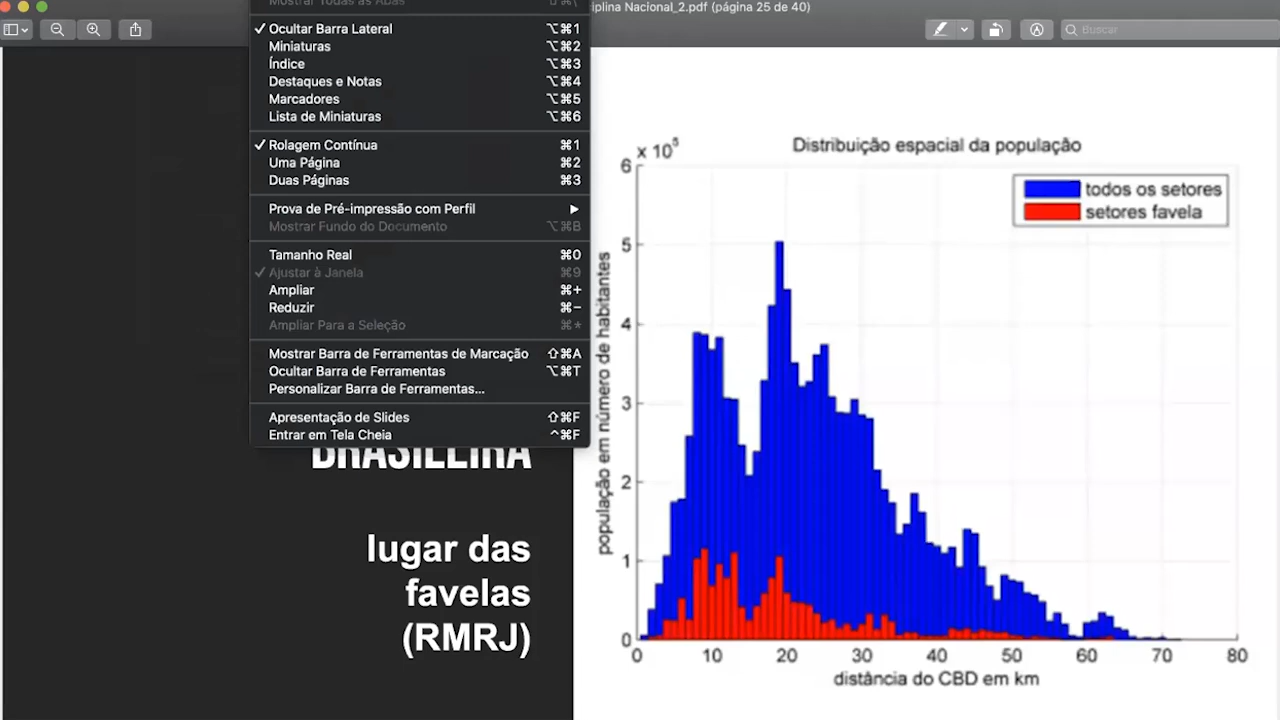 Mostrar Todas as Abas ⇧⌘\
iplina Nacional_2.pdf (página 25 de 40)
Buscar
✓ Ocultar Barra Lateral ⌥⌘1
Miniaturas ⌥⌘2
Índice ⌥⌘3
Destaques e Notas ⌥⌘4
Marcadores ⌥⌘5
Lista de Miniaturas ⌥⌘6
✓ Rolagem Contínua ⌘1
Uma Página ⌘2
Duas Páginas ⌘3
Prova de Pré-impressão com Perfil ▶
Mostrar Fundo do Documento ⌥⌘B
Tamanho Real ⌘0
✓ Ajustar à Janela ⌘9
Ampliar ⌘+
Reduzir ⌘−
Ampliar Para a Seleção ⌘*
Mostrar Barra de Ferramentas de Marcação ⇧⌘A
Ocultar Barra de Ferramentas ⌥⌘T
Personalizar Barra de Ferramentas...
Apresentação de Slides ⇧⌘F
Entrar em Tela Cheia ^⌘F
BRASILEIRA
lugar das
favelas
(RMRJ)
Distribuição espacial da população
x 10⁵
todos os setores
setores favela
população em número de habitantes
6
5
4
3
2
1
0
0 10 20 30 40 50 60 70 80
distância do CBD em km